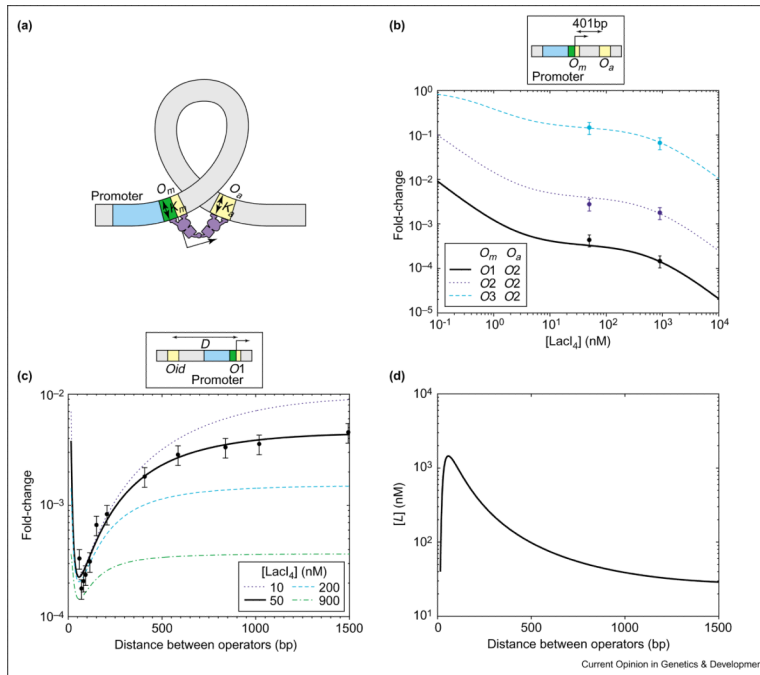 (a)
Promoter
Om
Km
Oa
Ka
(b)
401bp
Om Oa
Promoter
10^0
10^-1
10^-2
10^-3
10^-4
10^-5
Fold-change
Om Oa
O1 O2
O2 O2
O3 O2
10^-1 10^0 10^1 10^2 10^3 10^4
[LacI4] (nM)
D
Oid O1
Promoter
(c)
10^-2
10^-3
10^-4
Fold-change
[LacI4] (nM)
10 200
50 900
0 500 1000 1500
Distance between operators (bp)
(d)
10^4
10^3
10^2
10^1
[L] (nM)
0 500 1000 1500
Distance between operators (bp)
Current Opinion in Genetics & Development